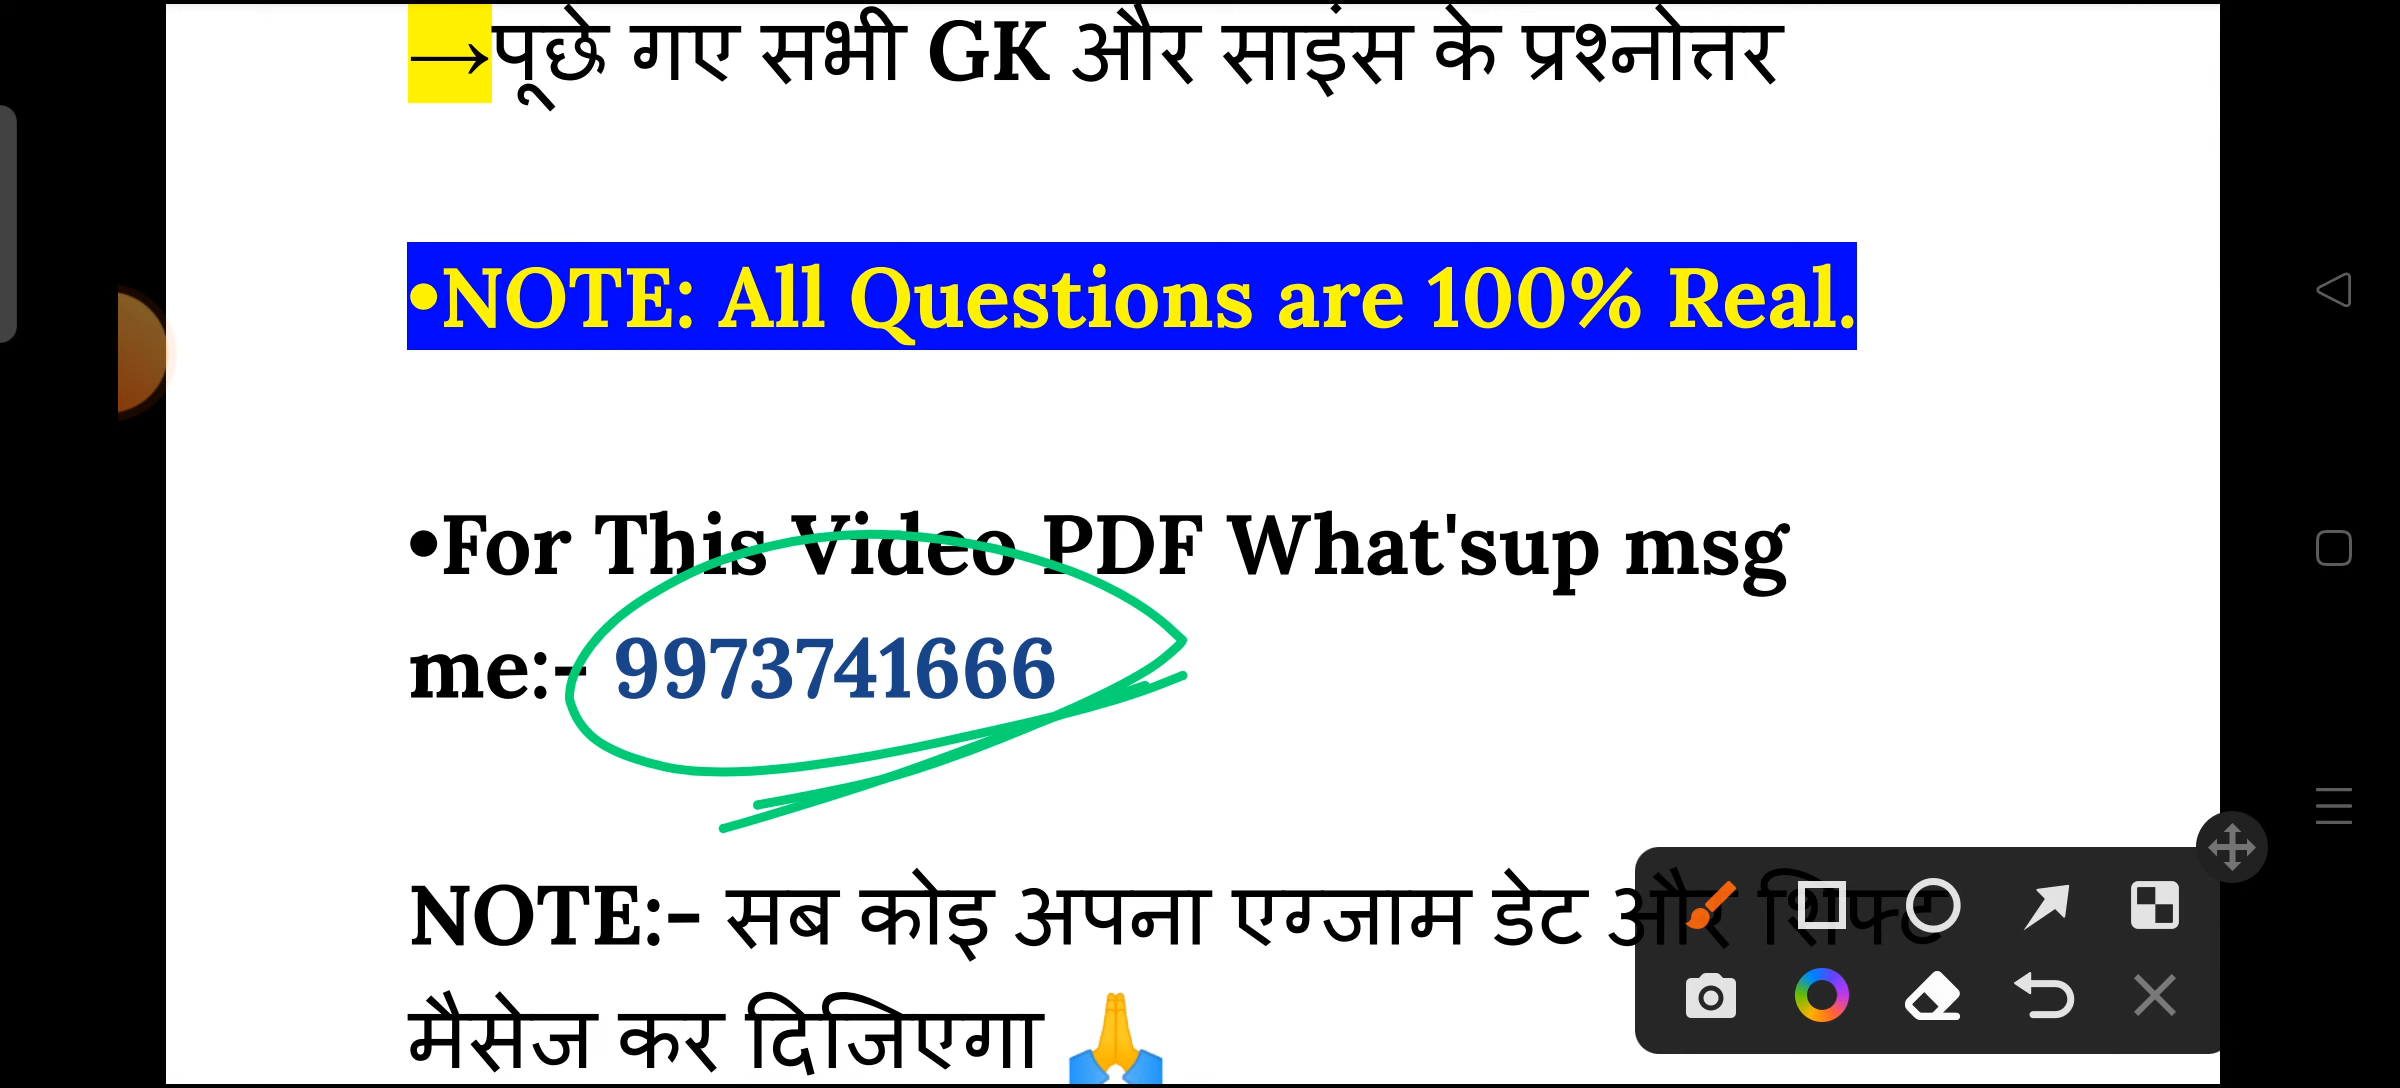 →पूछे गए सभी GK और साइंस के प्रश्नोत्तर
•NOTE: All Questions are 100% Real.
•For This Video PDF What'sup msg
me:- 9973741666
NOTE:- सब कोइ अपना एग्जाम डेट और शिफ्ट
मैसेज कर दिजिएगा 🙏